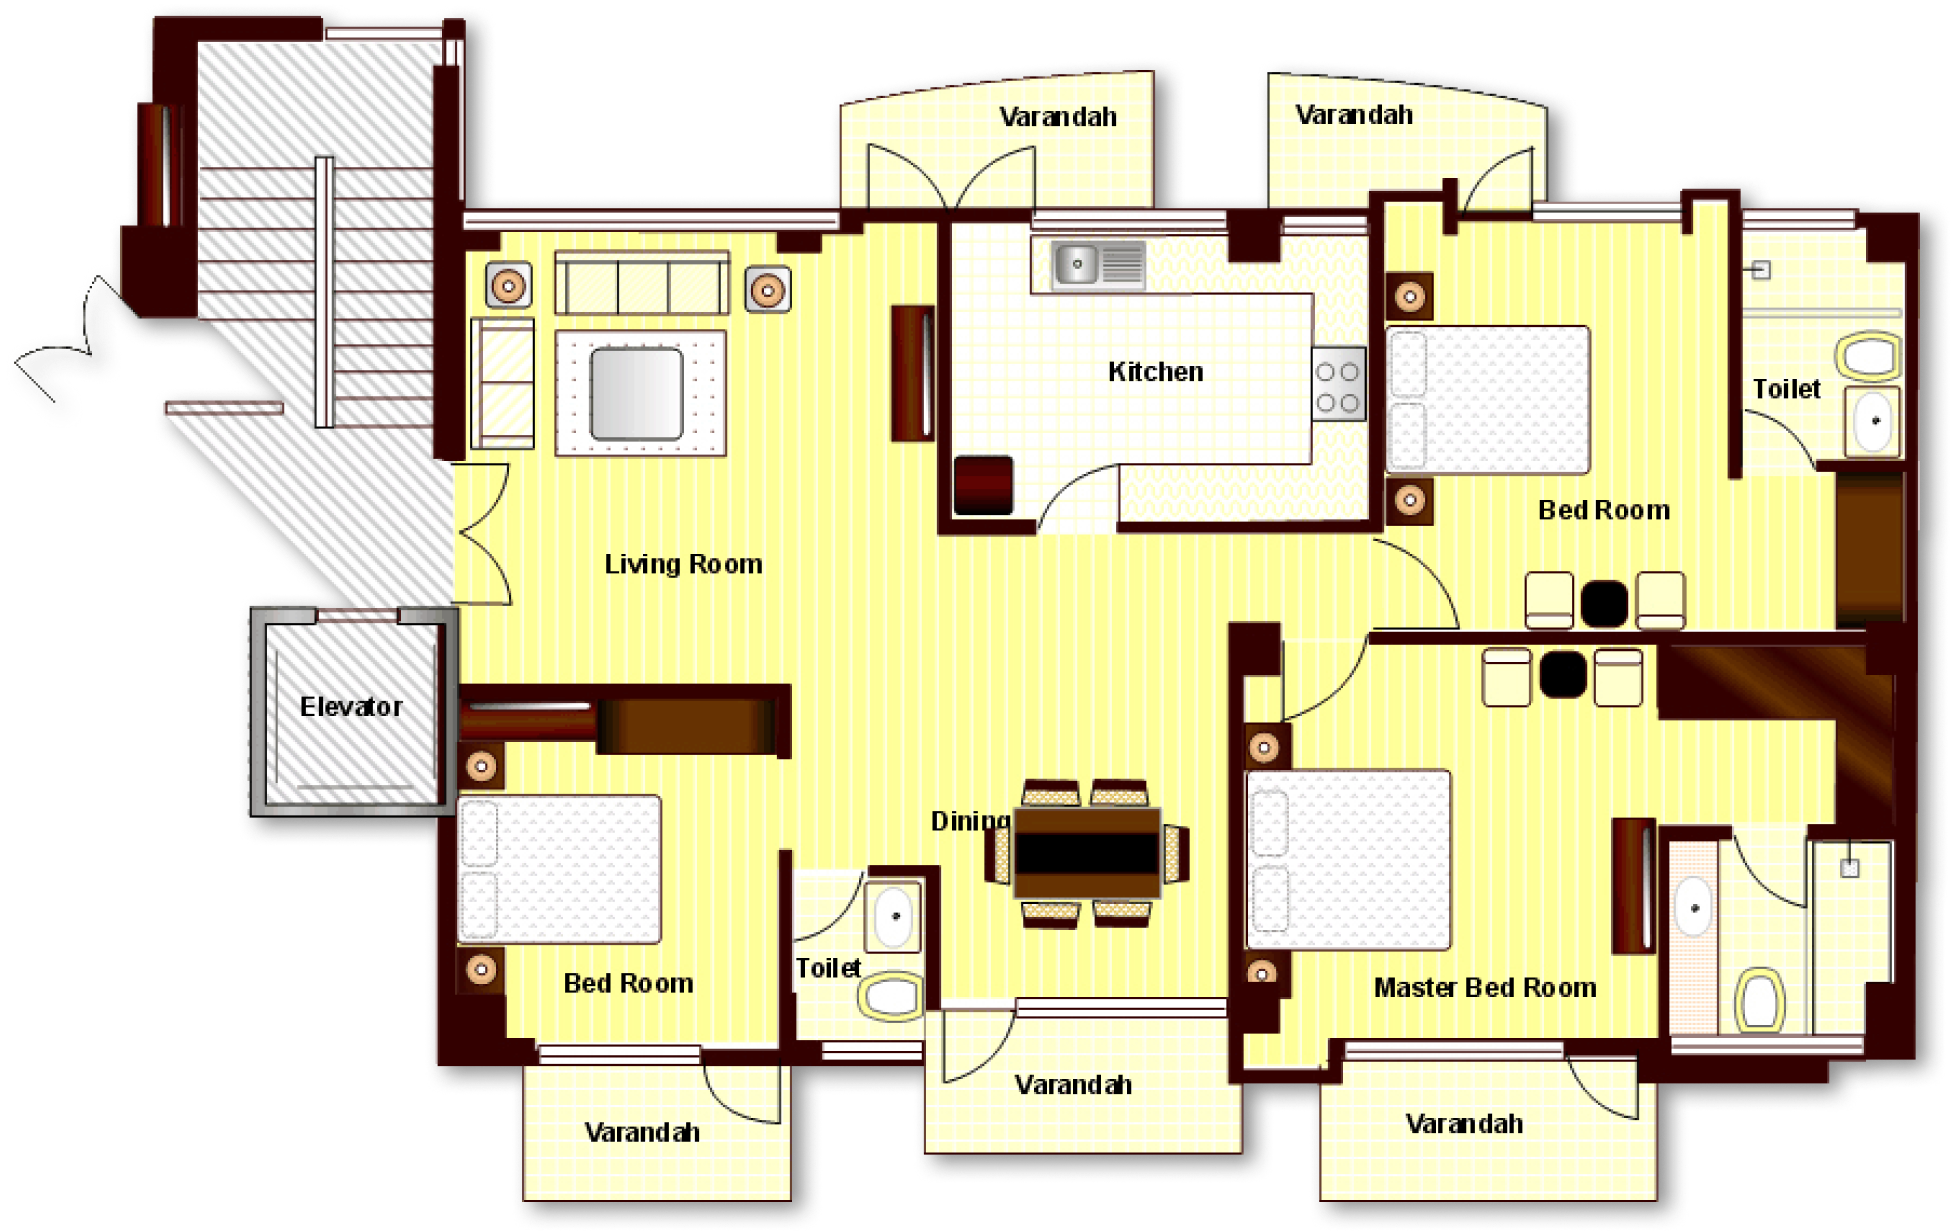 Varandah
Varandah
Kitchen
Toilet
Bed Room
Living Room
Elevator
Dining
Toilet
Bed Room
Master Bed Room
Varandah
Varandah
Varandah